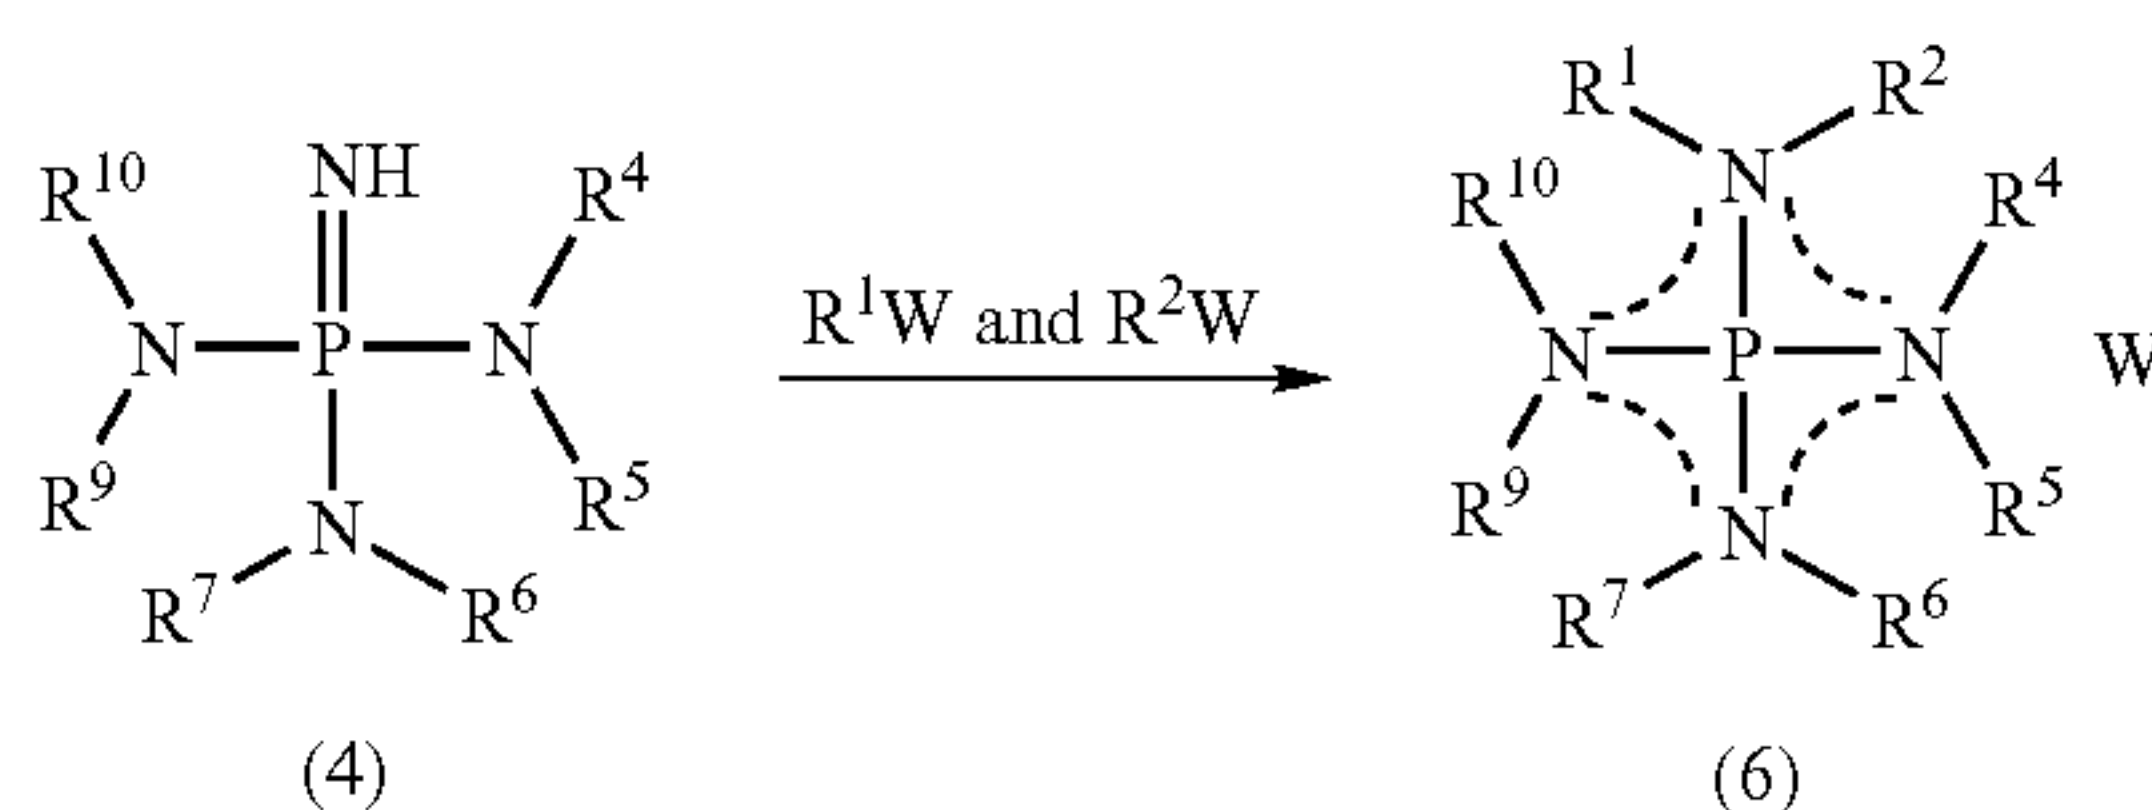 R¹ R²
R¹⁰ NH R⁴ R¹⁰ N R⁴
R¹W and R²W
N P N N P N W
R⁹ R⁵ R⁹ R⁵
N N
R⁷ R⁶ R⁷ R⁶
(4) (6)